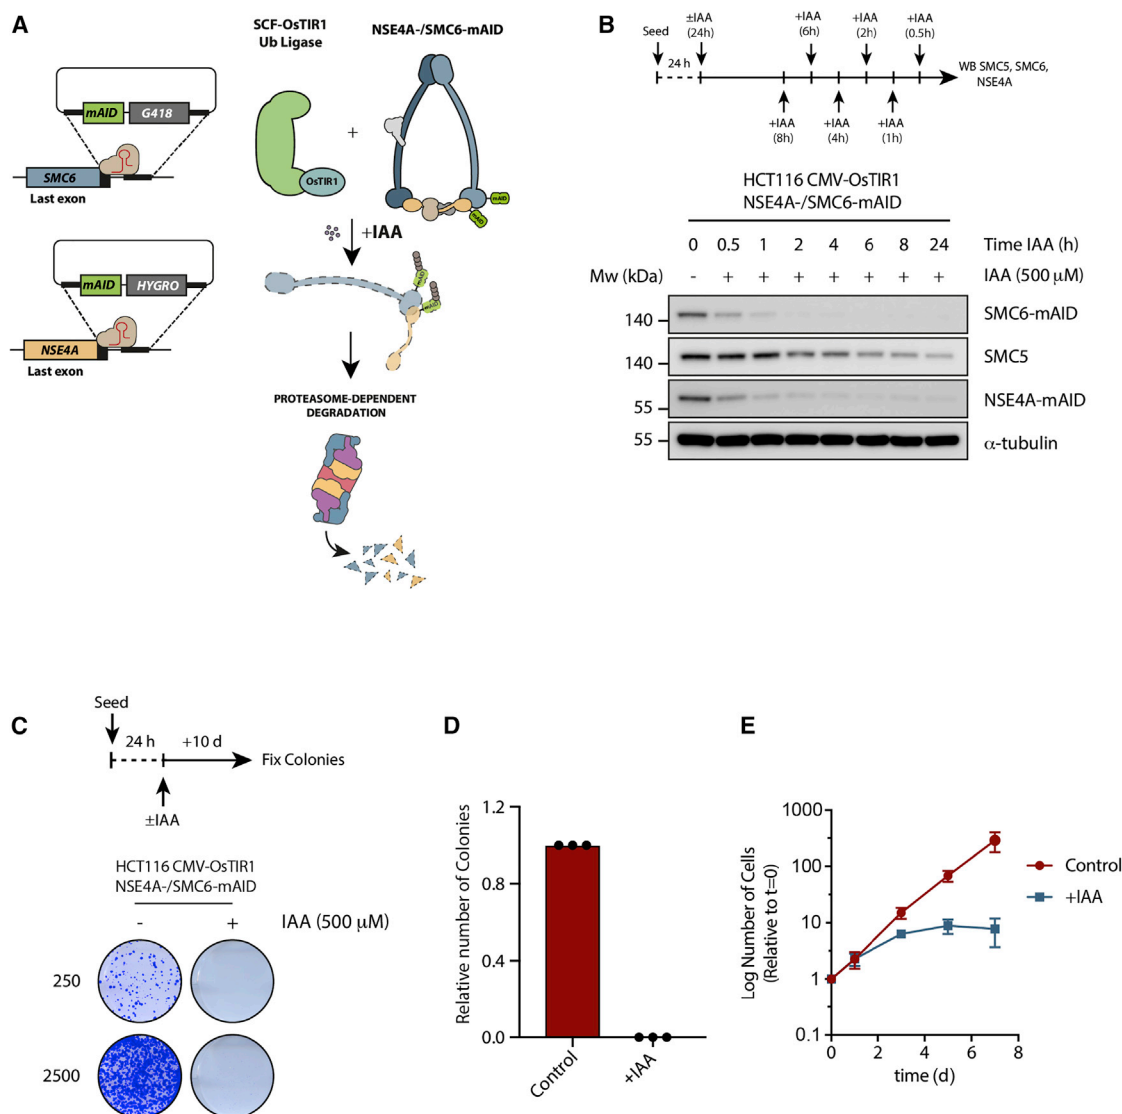 A
SCF-OsTIR1
Ub Ligase
NSE4A-/SMC6-mAID
mAID
G418
SMC6
Last exon
+
OsTIR1
mAID
mAID
+IAA
mAID
mAID
mAID
HYGRO
NSE4A
Last exon
PROTEASOME-DEPENDENT
DEGRADATION
B
Seed
±IAA
(24h)
+IAA
(6h)
+IAA
(2h)
+IAA
(0.5h)
24 h
WB SMC5, SMC6,
NSE4A
+IAA
(8h)
+IAA
(4h)
+IAA
(1h)
HCT116 CMV-OsTIR1
NSE4A-/SMC6-mAID
0 0.5 1 2 4 6 8 24 Time IAA (h)
Mw (kDa) - + + + + + + + IAA (500 μM)
140 SMC6-mAID
140 SMC5
55 NSE4A-mAID
55 α-tubulin
C
Seed
24 h +10 d
Fix Colonies
±IAA
HCT116 CMV-OsTIR1
NSE4A-/SMC6-mAID
- + IAA (500 μM)
250
2500
D
Relative number of Colonies
1.2
0.8
0.4
0.0
Control
+IAA
E
Log Number of Cells
(Relative to t=0)
1000
100
10
1
0.1
0 2 4 6 8
time (d)
Control
+IAA